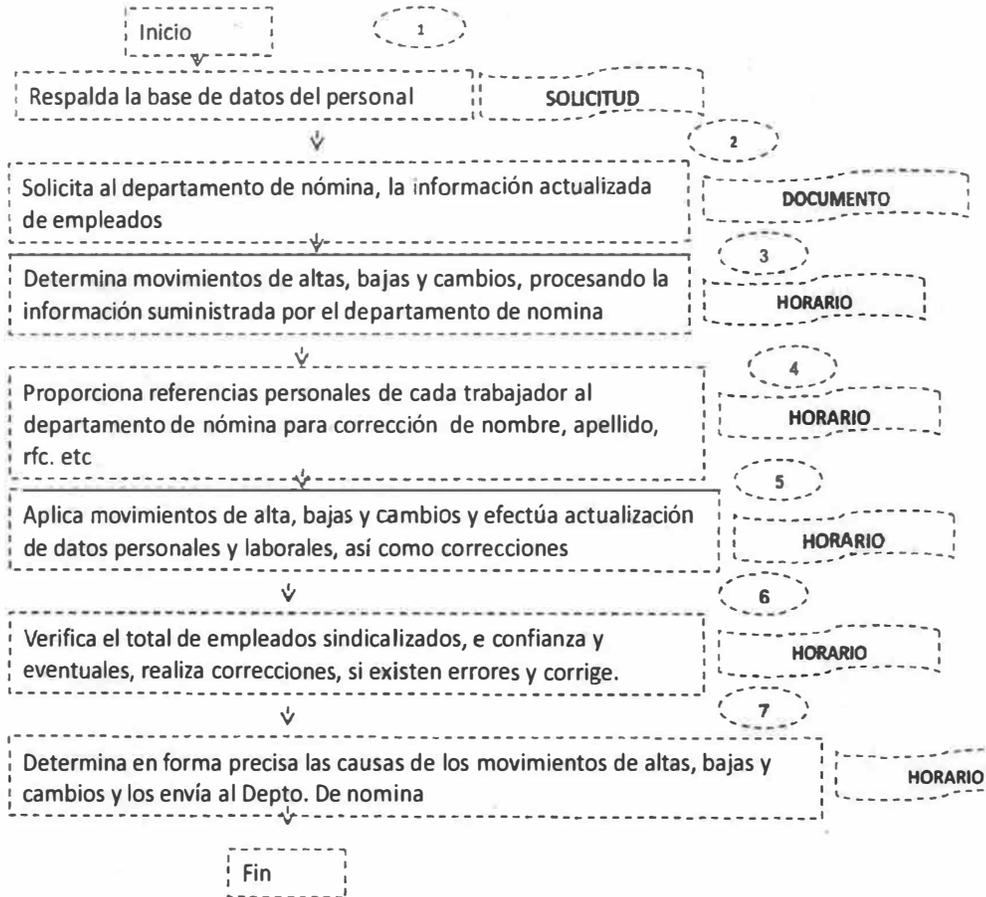 Inicio
1
Respalda la base de datos del personal
SOLICITUD
2
Solicita al departamento de nómina, la información actualizada
de empleados
DOCUMENTO
3
Determina movimientos de altas, bajas y cambios, procesando la
información suministrada por el departamento de nomina
HORARIO
4
Proporciona referencias personales de cada trabajador al
departamento de nómina para corrección de nombre, apellido,
rfc. etc
HORARIO
5
Aplica movimientos de alta, bajas y cambios y efectúa actualización
de datos personales y laborales, así como correcciones
HORARIO
6
Verifica el total de empleados sindicalizados, e confianza y
eventuales, realiza correcciones, si existen errores y corrige.
HORARIO
7
Determina en forma precisa las causas de los movimientos de altas, bajas y
cambios y los envía al Depto. De nomina
HORARIO
Fin